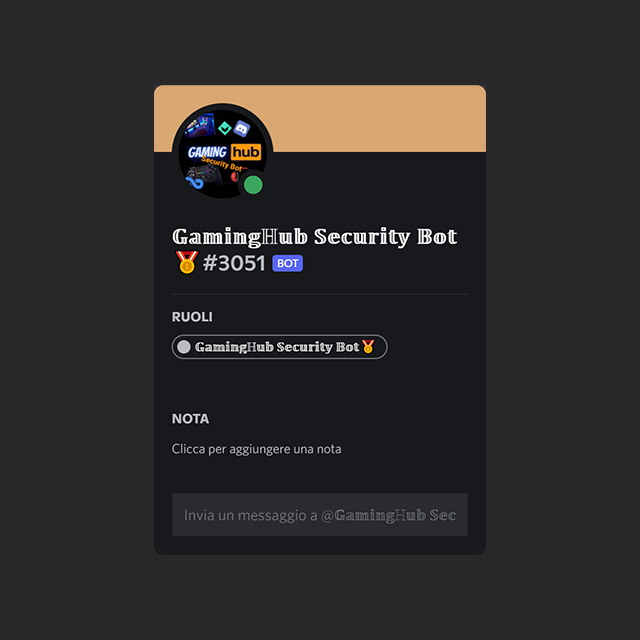 GAMING hub
Security Bot
𝔾𝕒𝕞𝕚𝕟𝕘ℍ𝕦𝕓 𝕊𝕖𝕔𝕦𝕣𝕚𝕥𝕪 𝔹𝕠𝕥
🏅#3051 BOT
RUOLI
𝔾𝕒𝕞𝕚𝕟𝕘ℍ𝕦𝕓 𝕊𝕖𝕔𝕦𝕣𝕚𝕥𝕪 𝔹𝕠𝕥🏅
NOTA
Clicca per aggiungere una nota
Invia un messaggio a @𝔾𝕒𝕞𝕚𝕟𝕘ℍ𝕦𝕓 𝕊𝕖𝕔